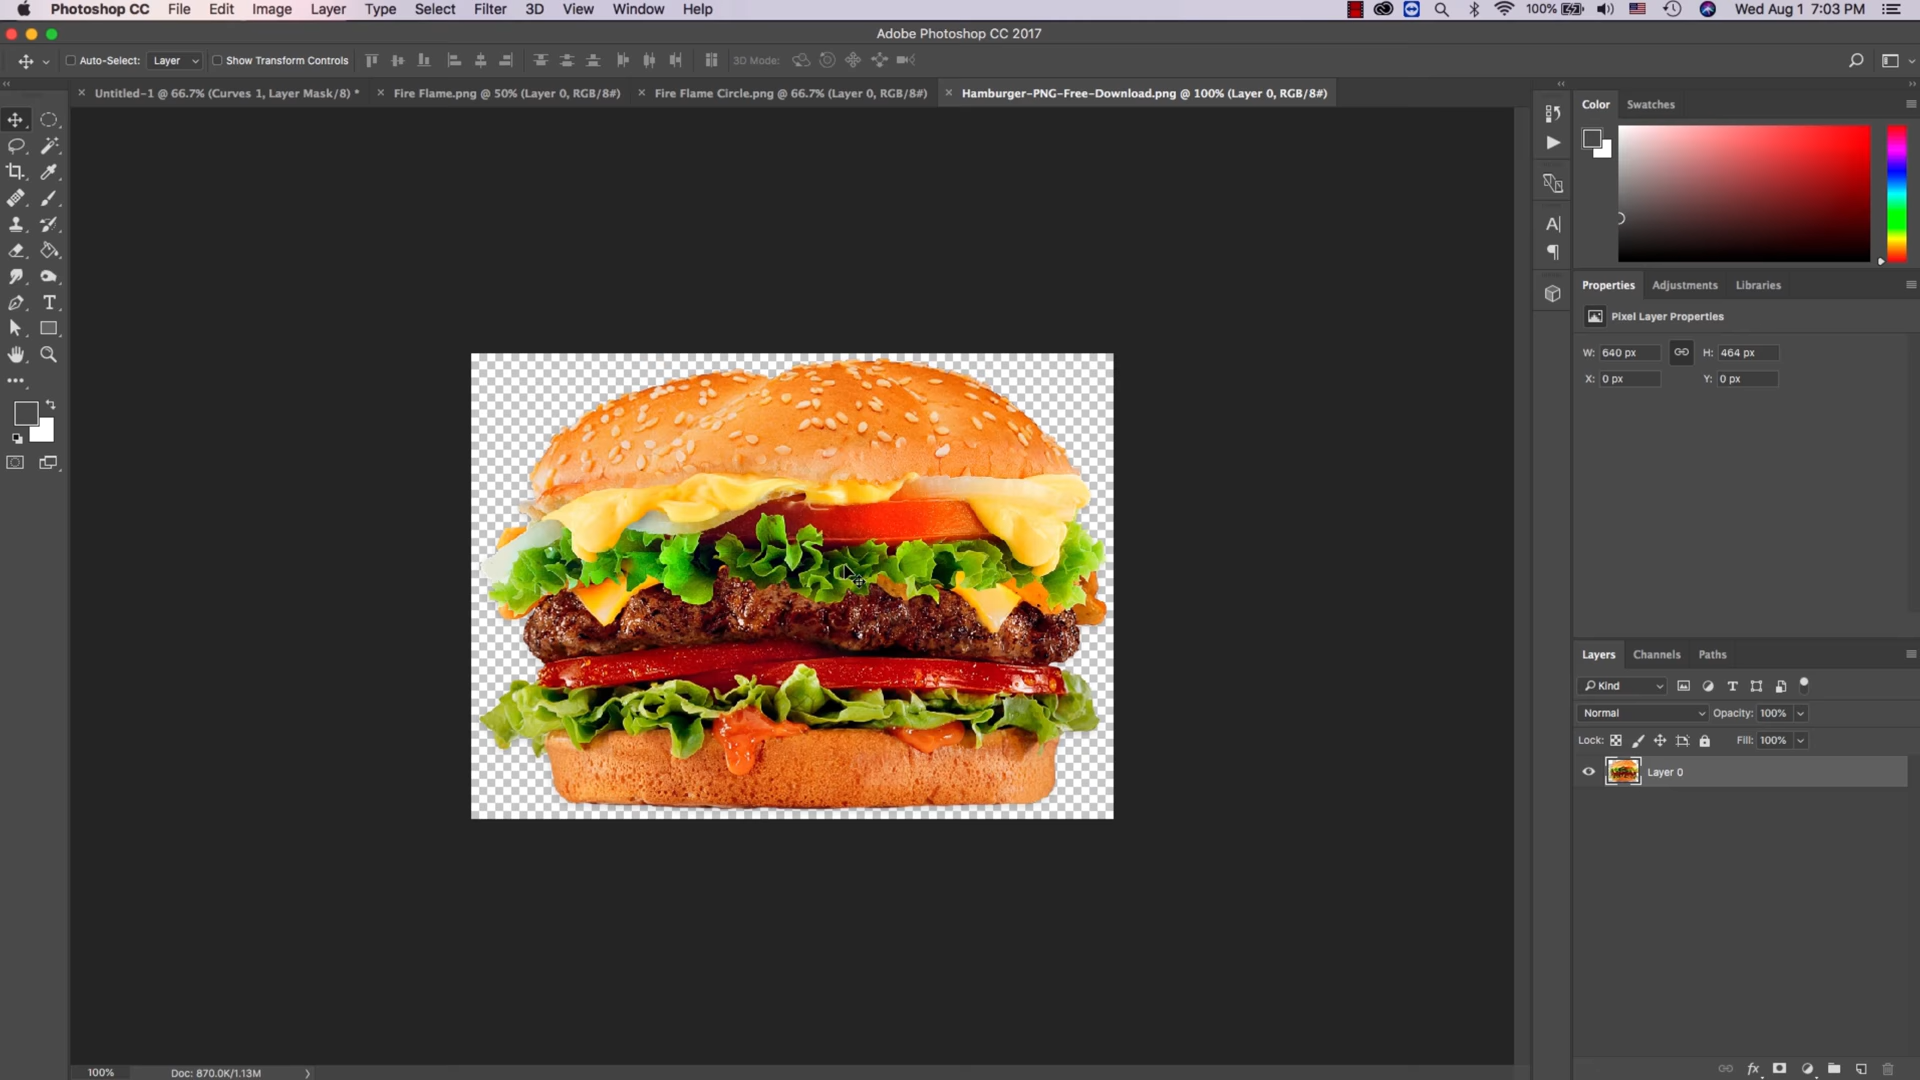 Photoshop CC File Edit Image Layer Type Select Filter 3D View Window Help 100% Wed Aug 1 7:03 PM
Adobe Photoshop CC 2017
Auto-Select: Layer Show Transform Controls 3D Mode:
Untitled-1 @ 66.7% (Curves 1, Layer Mask/8) * Fire Flame.png @ 50% (Layer 0, RGB/8#) Fire Flame Circle.png @ 66.7% (Layer 0, RGB/8#) Hamburger-PNG-Free-Download.png @ 100% (Layer 0, RGB/8#)
Color Swatches
Properties Adjustments Libraries
Pixel Layer Properties
W: 640 px H: 464 px
X: 0 px Y: 0 px
Layers Channels Paths
Kind
Normal Opacity: 100%
Lock: Fill: 100%
Layer 0
100% Doc: 870.0K/1.13M